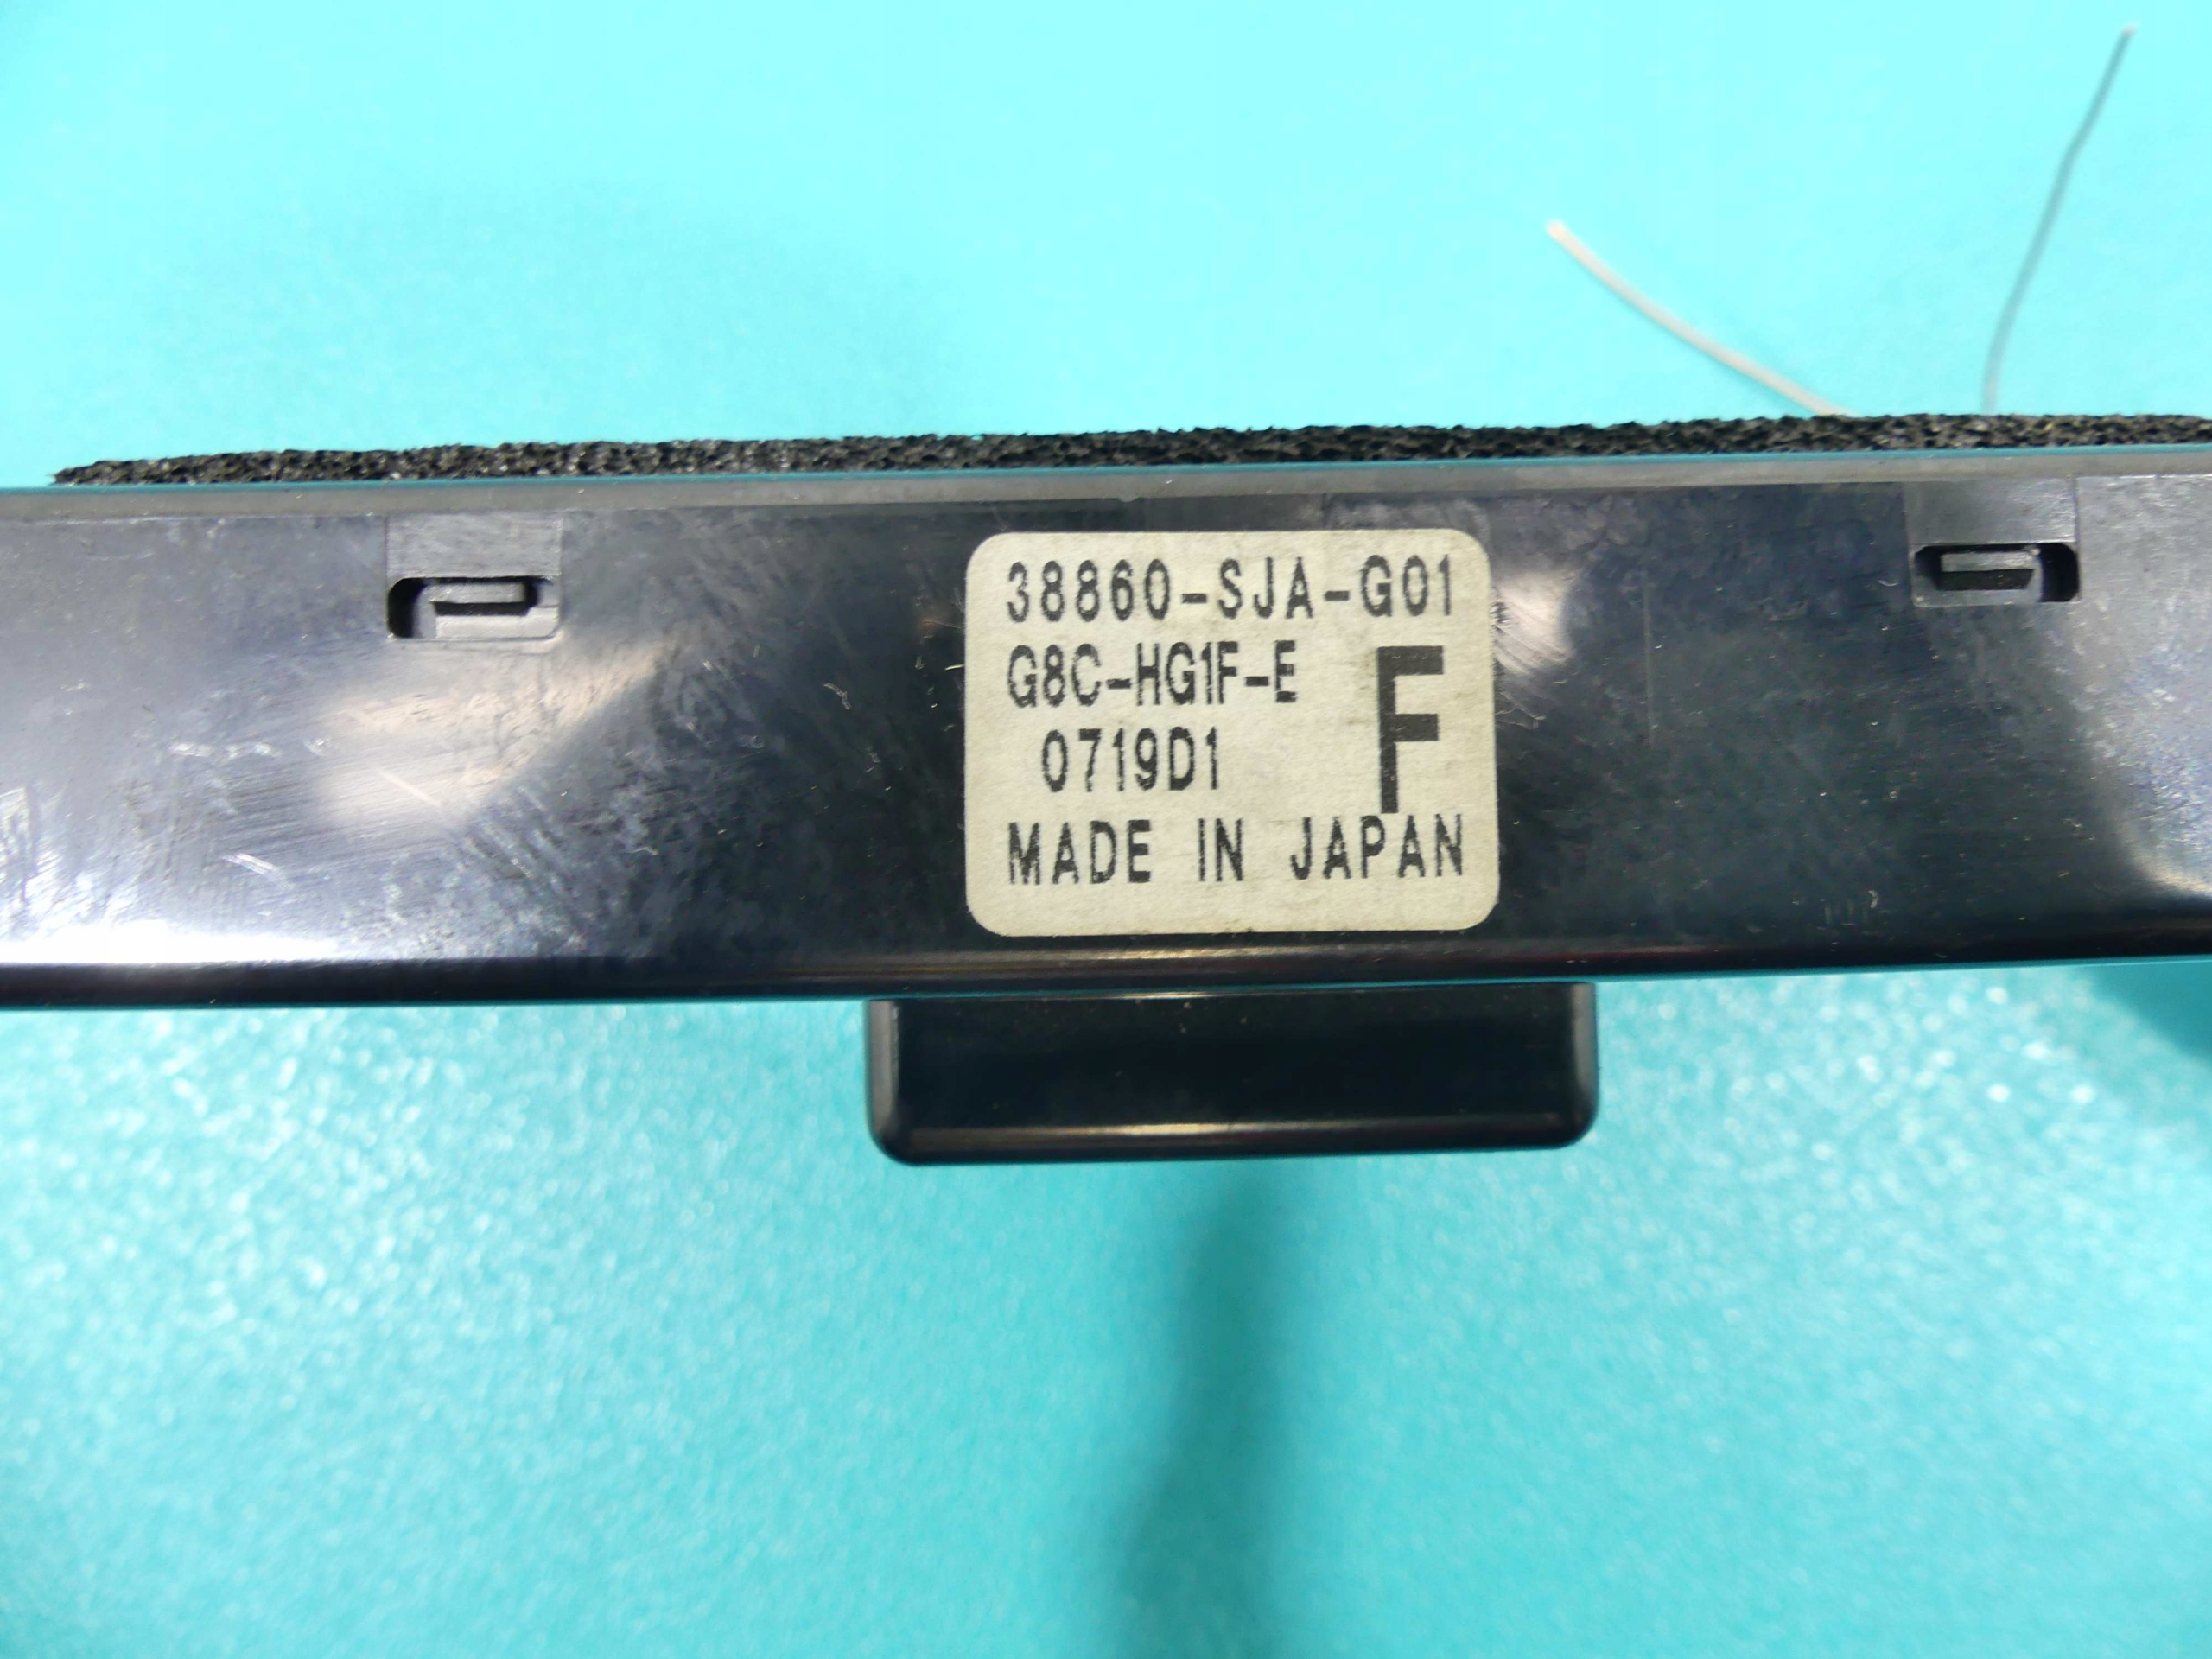 38860-SJA-G01
G8C-HG1F-E
F
0719D1
MADE IN JAPAN